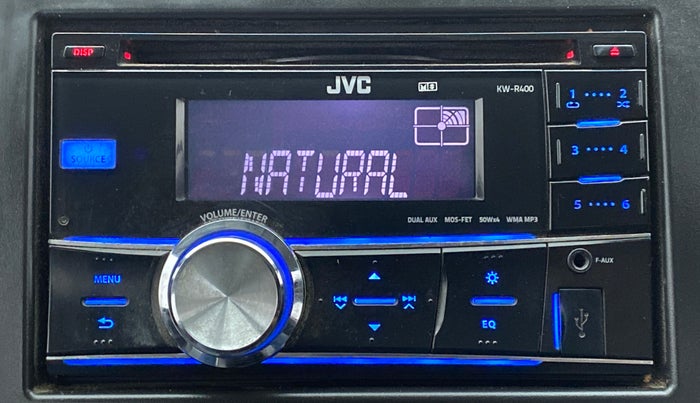 DISP
JVC KW-R400
1 •••• 2
SOURCE
3 •••• 4
NATURAL
5 •••• 6
VOLUME/ENTER
DUAL AUX MOS-FET 50Wx4 WMA MP3
F-AUX
MENU
EQ